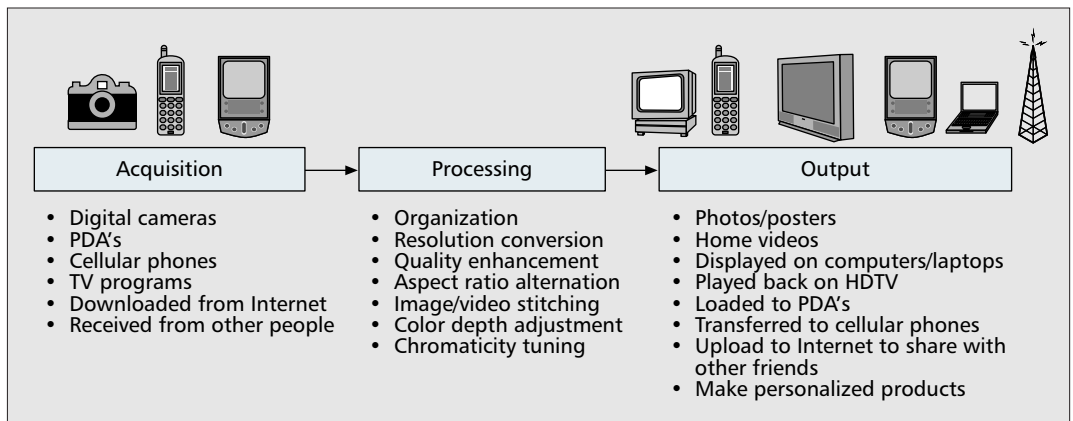 Acquisition
Processing
Output
• Digital cameras
• PDA's
• Cellular phones
• TV programs
• Downloaded from Internet
• Received from other people
• Organization
• Resolution conversion
• Quality enhancement
• Aspect ratio alternation
• Image/video stitching
• Color depth adjustment
• Chromaticity tuning
• Photos/posters
• Home videos
• Displayed on computers/laptops
• Played back on HDTV
• Loaded to PDA's
• Transferred to cellular phones
• Upload to Internet to share with
other friends
• Make personalized products